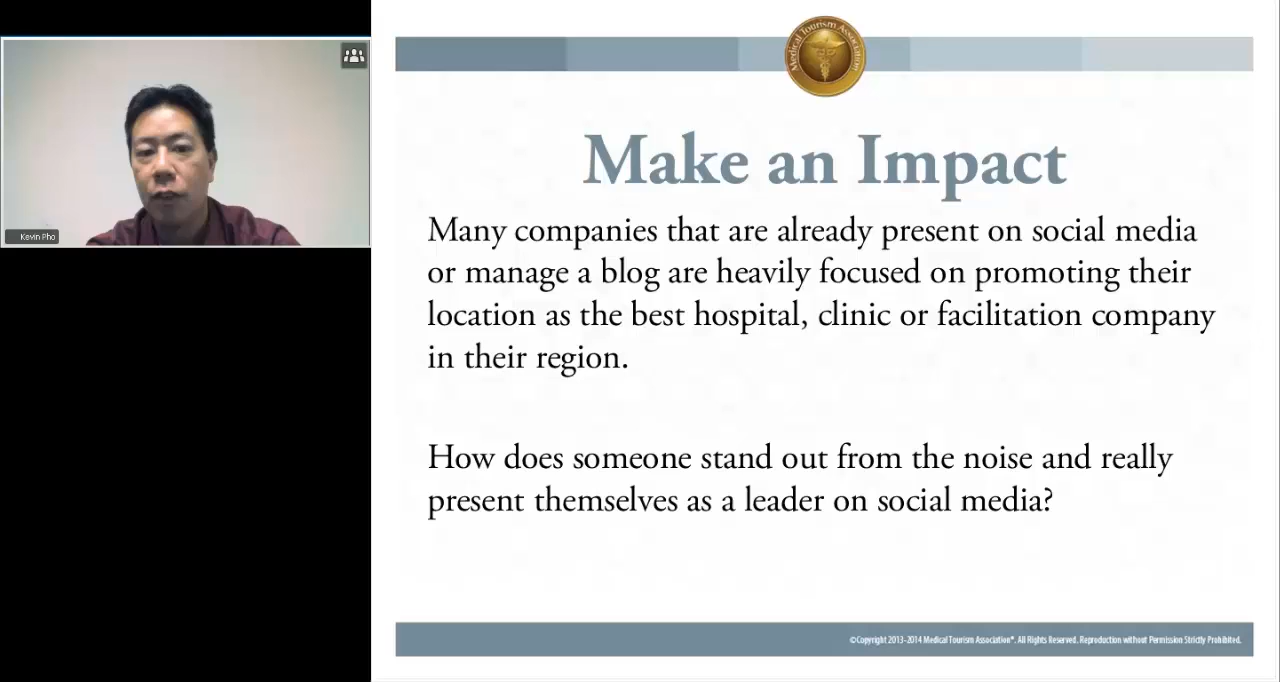 Medical Tourism Association
Make an Impact
Many companies that are already present on social media
or manage a blog are heavily focused on promoting their
location as the best hospital, clinic or facilitation company
in their region.
How does someone stand out from the noise and really
present themselves as a leader on social media?
Kevin Pho
©Copyright 2013-2014 Medical Tourism Association®. All Rights Reserved. Reproduction without Permission Strictly Prohibited.